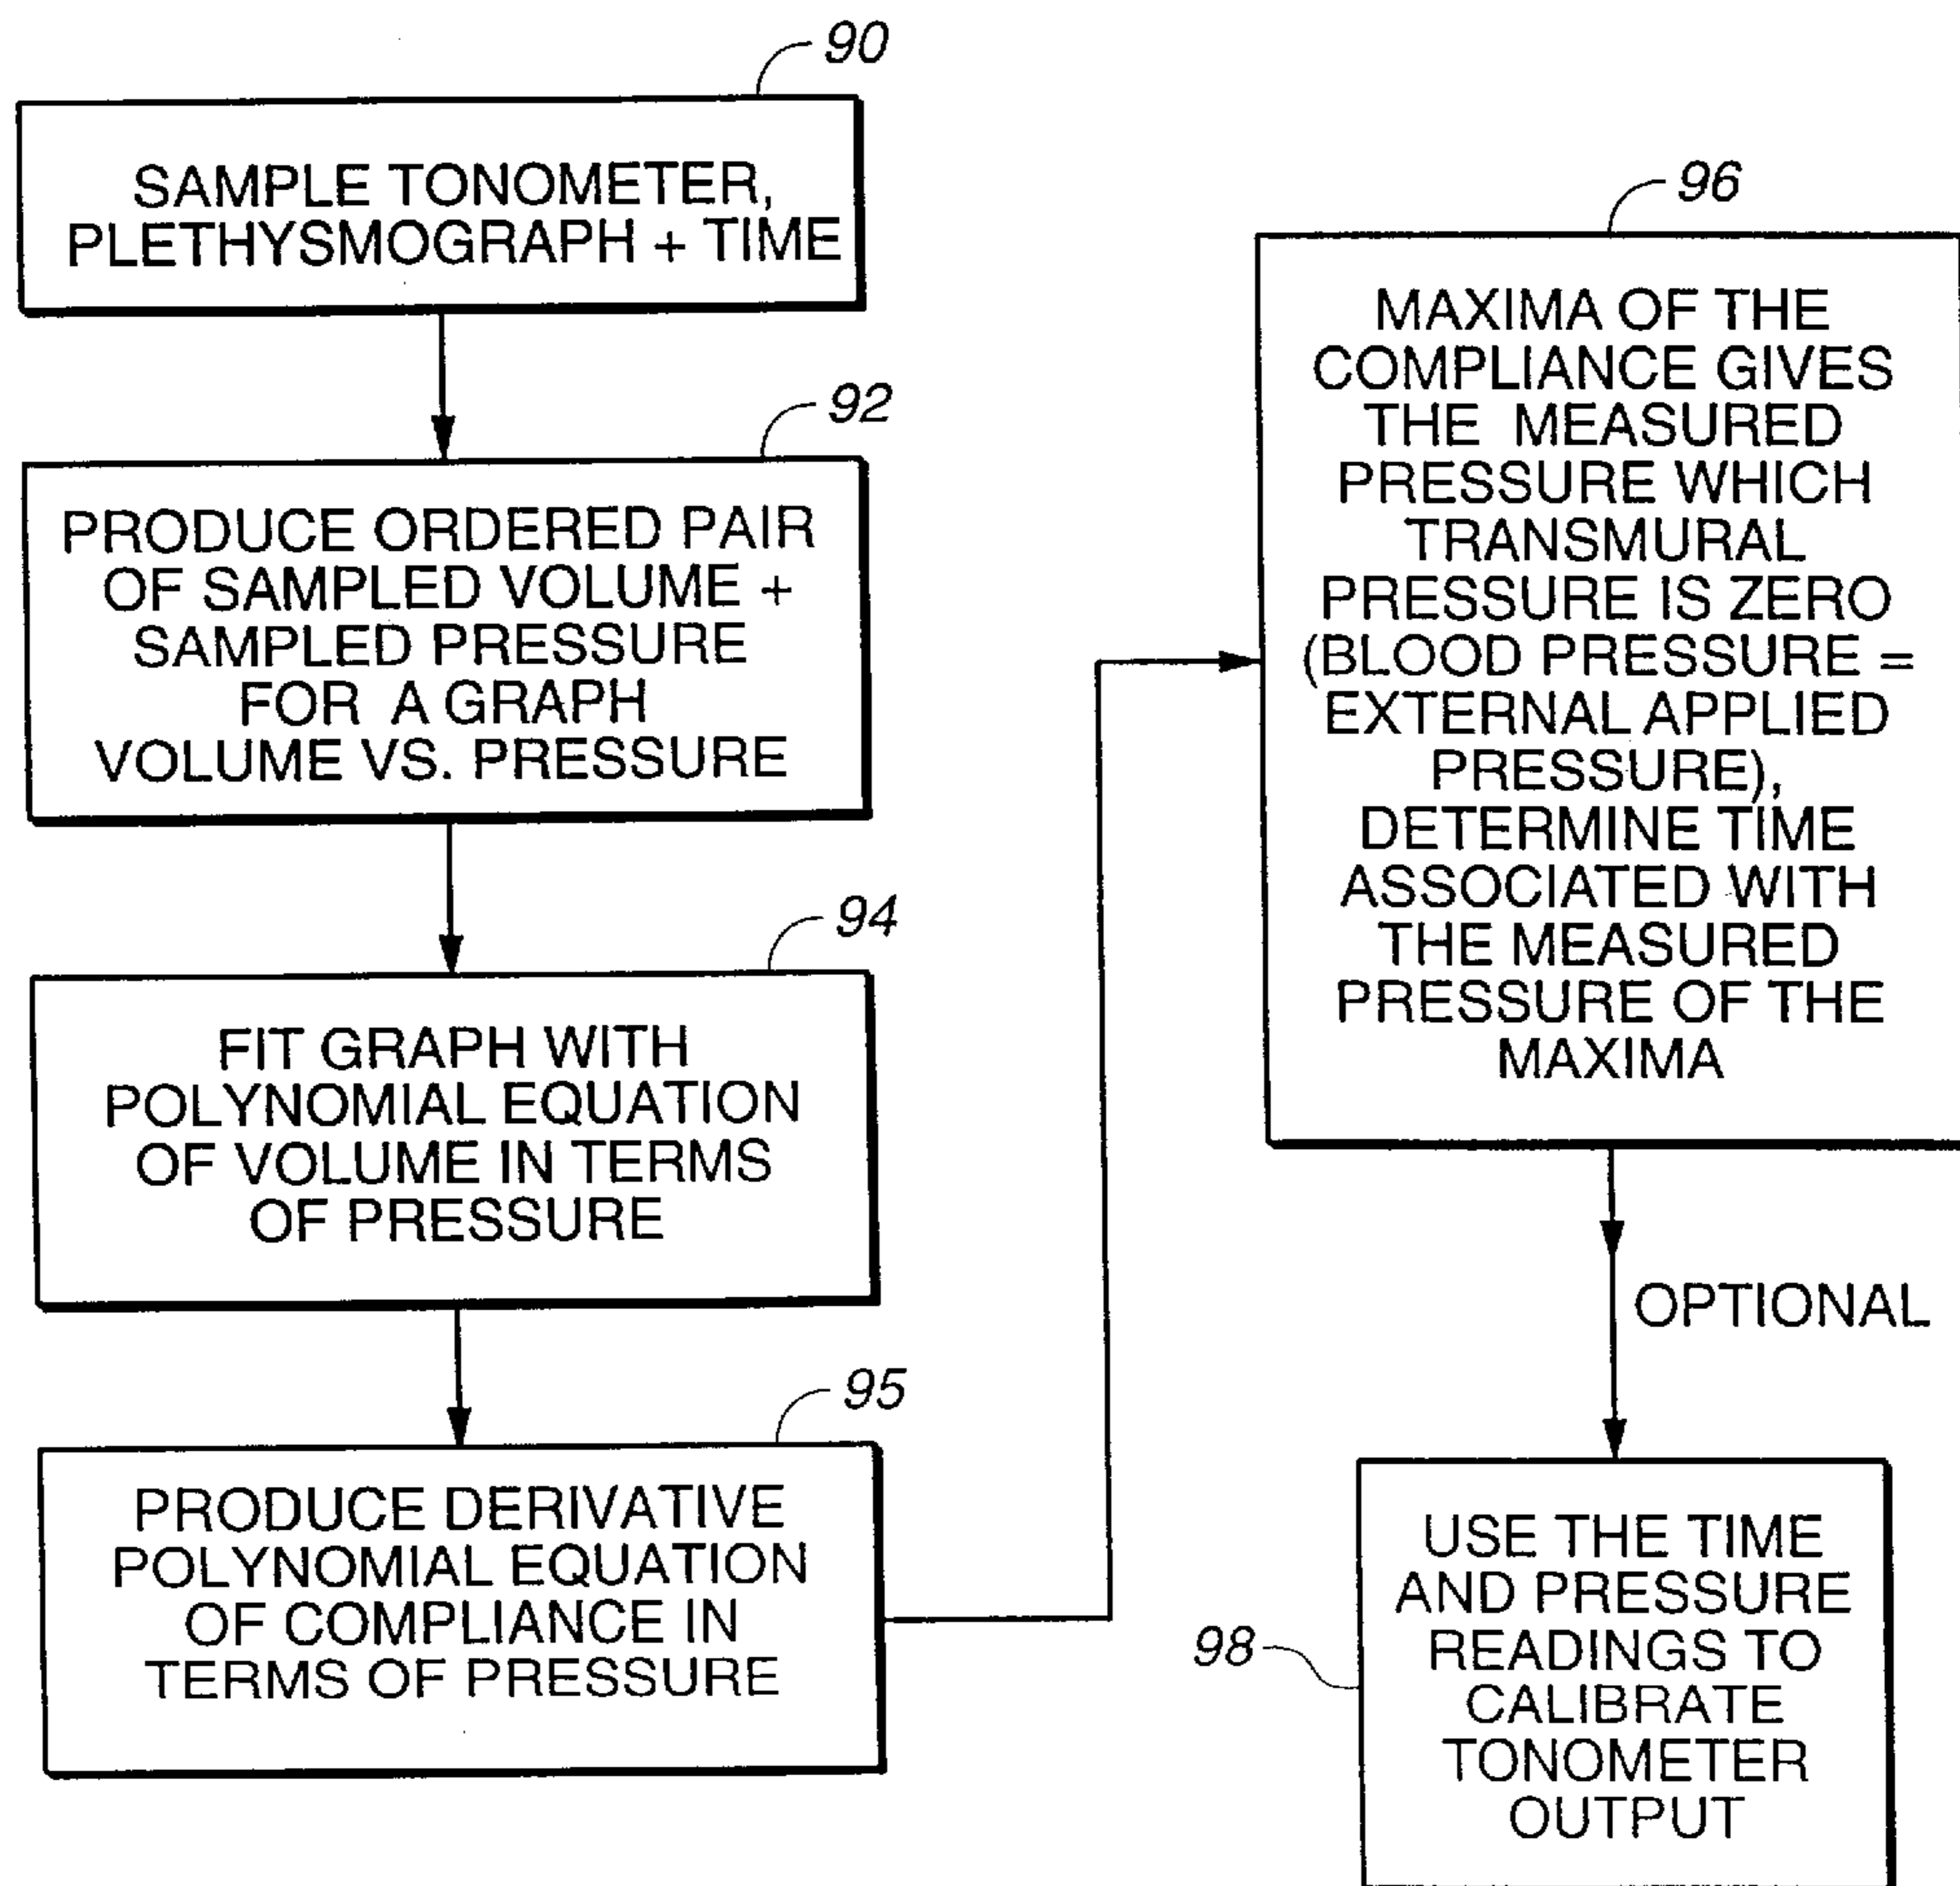 90
SAMPLE TONOMETER,
PLETHYSMOGRAPH + TIME
92
PRODUCE ORDERED PAIR
OF SAMPLED VOLUME +
SAMPLED PRESSURE
FOR A GRAPH
VOLUME VS. PRESSURE
94
FIT GRAPH WITH
POLYNOMIAL EQUATION
OF VOLUME IN TERMS
OF PRESSURE
95
PRODUCE DERIVATIVE
POLYNOMIAL EQUATION
OF COMPLIANCE IN
TERMS OF PRESSURE
96
MAXIMA OF THE
COMPLIANCE GIVES
THE MEASURED
PRESSURE WHICH
TRANSMURAL
PRESSURE IS ZERO
(BLOOD PRESSURE =
EXTERNAL APPLIED
PRESSURE),
DETERMINE TIME
ASSOCIATED WITH
THE MEASURED
PRESSURE OF THE
MAXIMA
OPTIONAL
98
USE THE TIME
AND PRESSURE
READINGS TO
CALIBRATE
TONOMETER
OUTPUT